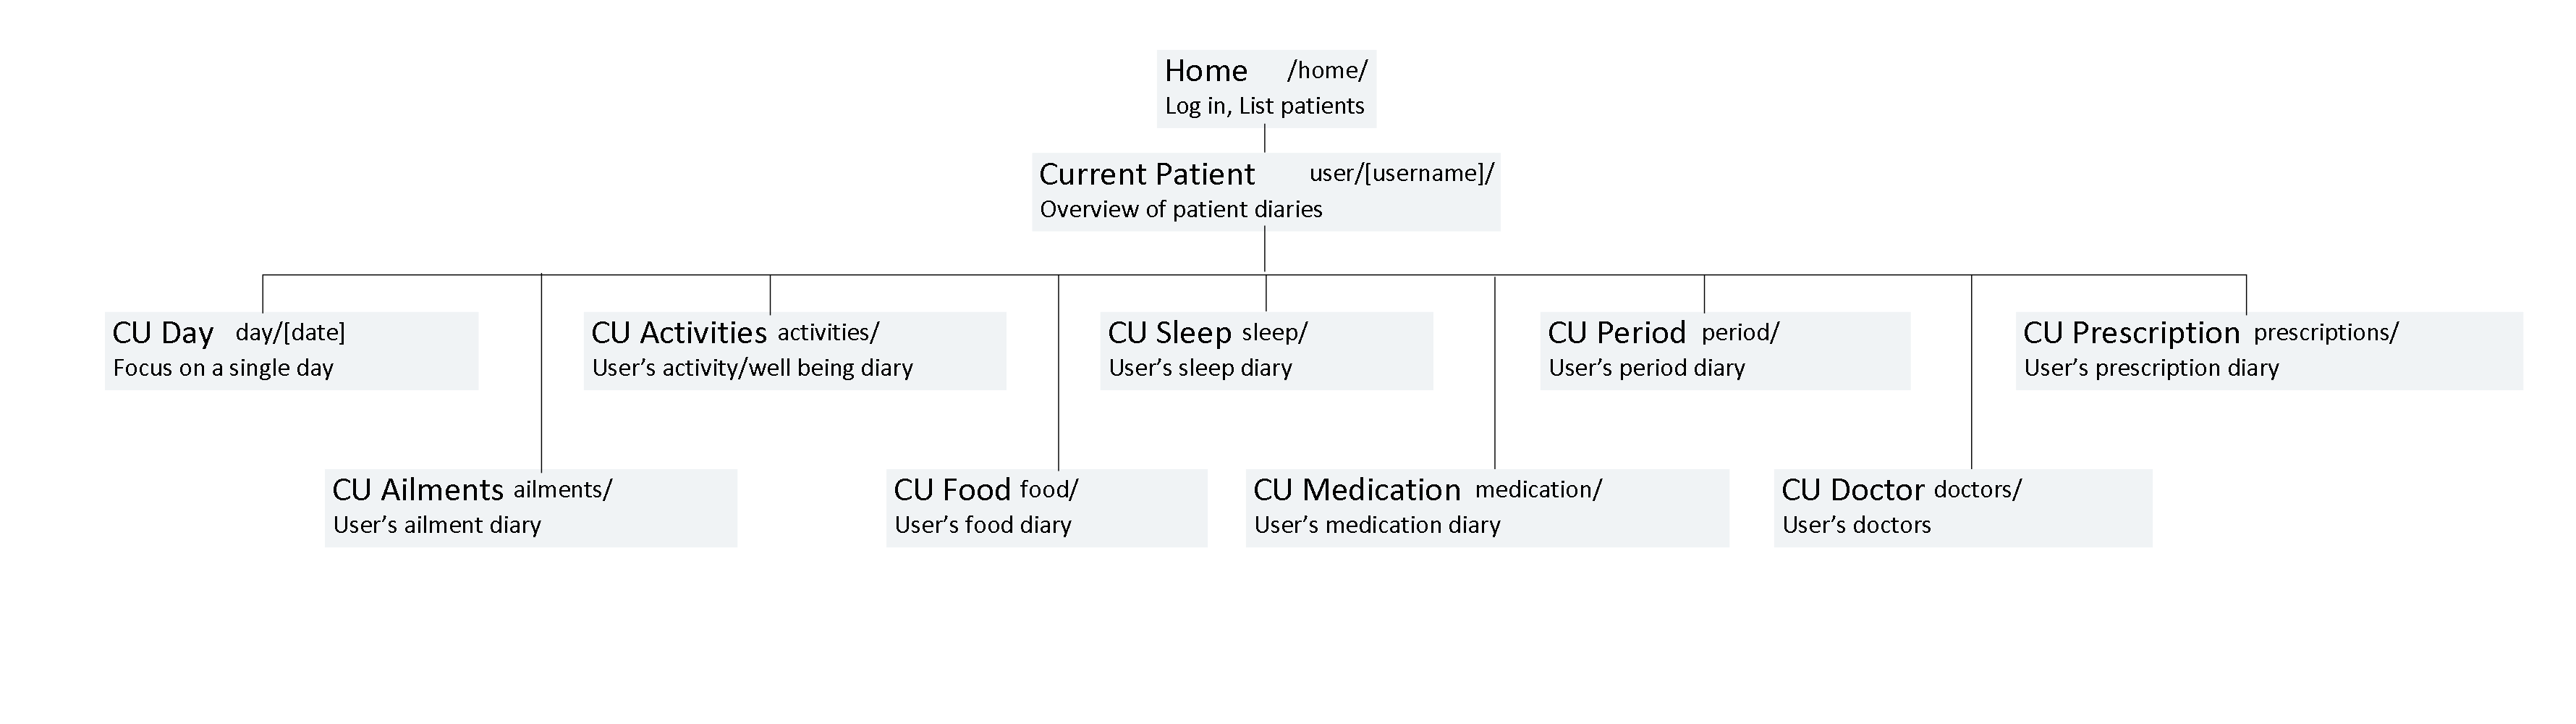 Home /home/
Log in, List patients
Current Patient user/[username]/
Overview of patient diaries
CU Day day/[date]
Focus on a single day
CU Activities activities/
User’s activity/well being diary
CU Sleep sleep/
User’s sleep diary
CU Period period/
User’s period diary
CU Prescription prescriptions/
User’s prescription diary
CU Ailments ailments/
User’s ailment diary
CU Food food/
User’s food diary
CU Medication medication/
User’s medication diary
CU Doctor doctors/
User’s doctors